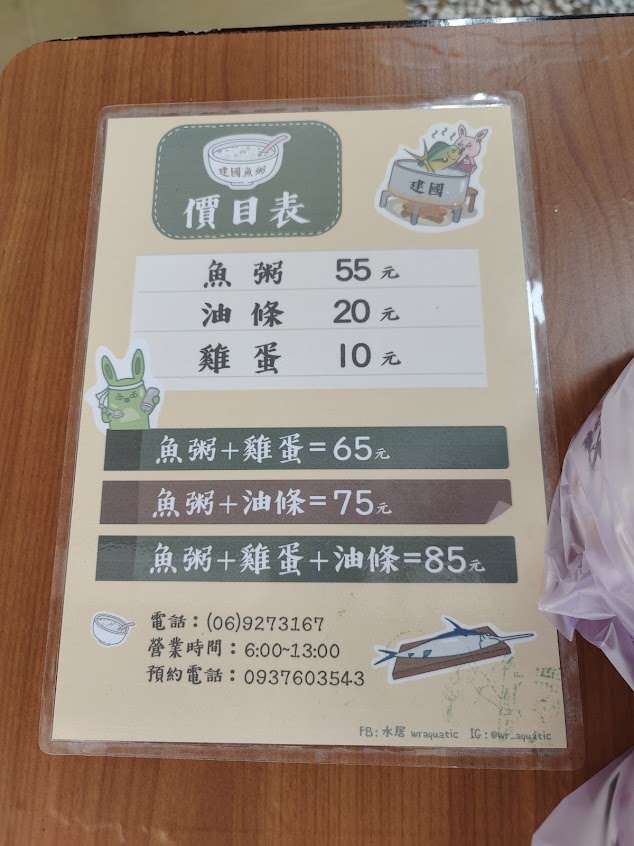 建國魚粥
價目表
建國
魚粥 55元
油條 20元
雞蛋 10元
魚粥+雞蛋=65元
魚粥+油條=75元
魚粥+雞蛋+油條=85元
電話：(06)9273167
營業時間：6:00~13:00
預約電話：0937603543
FB：水居 wraquatic IG：@wr_aquatic